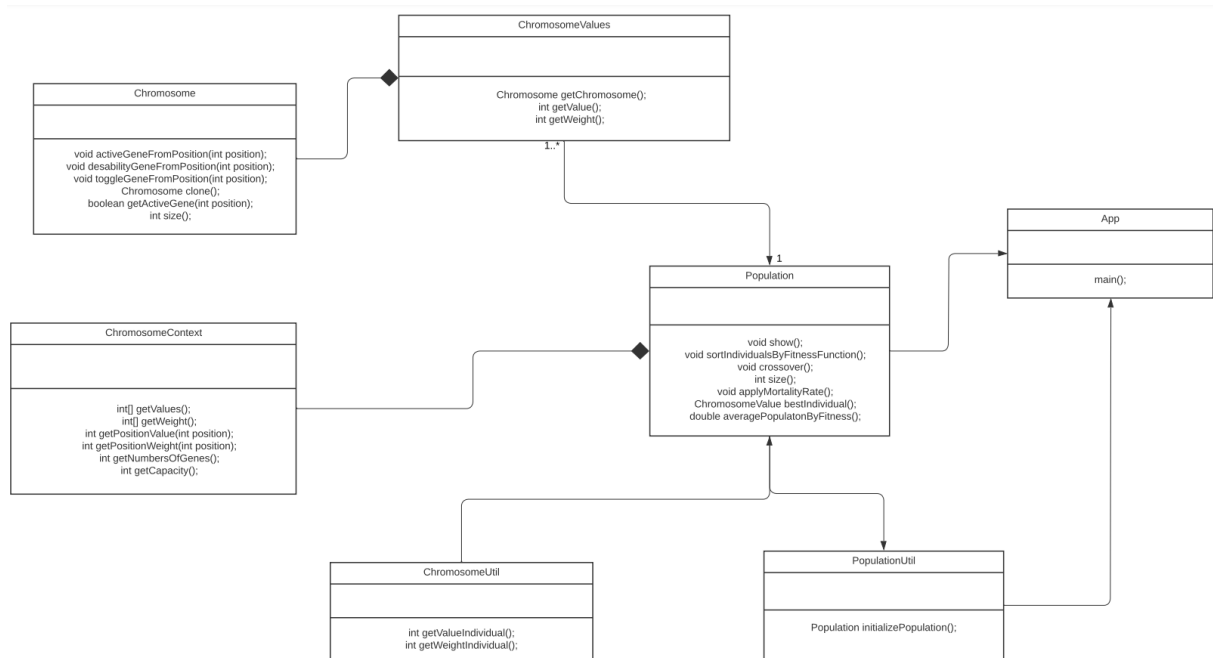 ChromosomeValues
Chromosome getChromosome();
int getValue();
int getWeight();
1..*
Chromosome
void activeGeneFromPosition(int position);
void desabilityGeneFromPosition(int position);
void toggleGeneFromPosition(int position);
Chromosome clone();
boolean getActiveGene(int position);
int size();
App
main();
1
Population
void show();
void sortIndividualsByFitnessFunction();
void crossover();
int size();
void applyMortalityRate();
ChromosomeValue bestIndividual();
double averagePopulatonByFitness();
ChromosomeContext
int[] getValues();
int[] getWeight();
int getPositionValue(int position);
int getPositionWeight(int position);
int getNumbersOfGenes();
int getCapacity();
ChromosomeUtil
int getValueIndividual();
int getWeightIndividual();
PopulationUtil
Population initializePopulation();